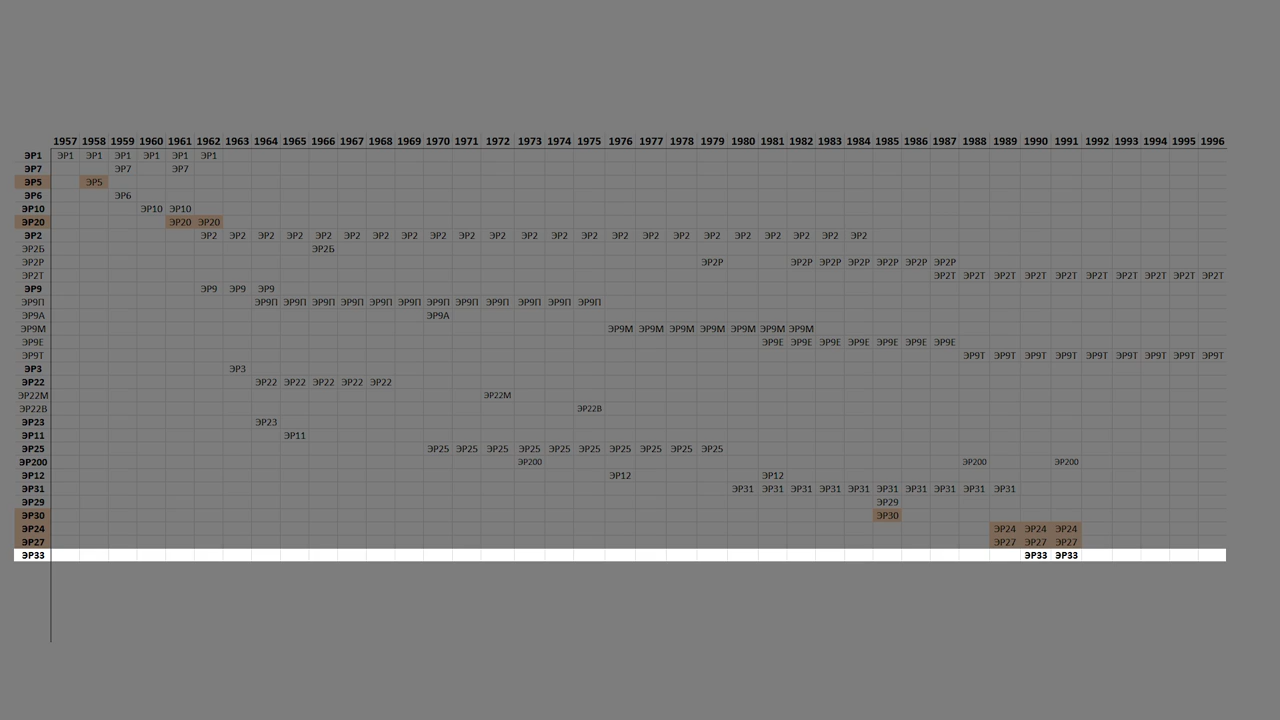 1957 1958 1959 1960 1961 1962 1963 1964 1965 1966 1967 1968 1969 1970 1971 1972 1973 1974 1975 1976 1977 1978 1979 1980 1981 1982 1983 1984 1985 1986 1987 1988 1989 1990 1991 1992 1993 1994 1995 1996
ЭР1 ЭР1 ЭР1 ЭР1 ЭР1 ЭР1 ЭР1
ЭР7 ЭР7 ЭР7
ЭР5 ЭР5
ЭР6 ЭР6
ЭР10 ЭР10 ЭР10
ЭР20 ЭР20 ЭР20
ЭР2 ЭР2 ЭР2 ЭР2 ЭР2 ЭР2 ЭР2 ЭР2 ЭР2 ЭР2 ЭР2 ЭР2 ЭР2 ЭР2 ЭР2 ЭР2 ЭР2 ЭР2 ЭР2 ЭР2 ЭР2 ЭР2 ЭР2 ЭР2
ЭР2Б ЭР2Б
ЭР2Р ЭР2Р ЭР2Р ЭР2Р ЭР2Р ЭР2Р ЭР2Р ЭР2Р
ЭР2Т ЭР2Т ЭР2Т ЭР2Т ЭР2Т ЭР2Т ЭР2Т ЭР2Т ЭР2Т ЭР2Т ЭР2Т
ЭР9 ЭР9 ЭР9 ЭР9
ЭР9П ЭР9П ЭР9П ЭР9П ЭР9П ЭР9П ЭР9П ЭР9П ЭР9П ЭР9П ЭР9П ЭР9П ЭР9П
ЭР9А ЭР9А
ЭР9М ЭР9М ЭР9М ЭР9М ЭР9М ЭР9М ЭР9М ЭР9М
ЭР9Е ЭР9Е ЭР9Е ЭР9Е ЭР9Е ЭР9Е ЭР9Е ЭР9Е
ЭР9Т ЭР9Т ЭР9Т ЭР9Т ЭР9Т ЭР9Т ЭР9Т ЭР9Т ЭР9Т ЭР9Т
ЭР3 ЭР3
ЭР22 ЭР22 ЭР22 ЭР22 ЭР22 ЭР22
ЭР22М ЭР22М
ЭР22В ЭР22В
ЭР23 ЭР23
ЭР11 ЭР11
ЭР25 ЭР25 ЭР25 ЭР25 ЭР25 ЭР25 ЭР25 ЭР25 ЭР25 ЭР25 ЭР25
ЭР200 ЭР200 ЭР200 ЭР200
ЭР12 ЭР12 ЭР12
ЭР31 ЭР31 ЭР31 ЭР31 ЭР31 ЭР31 ЭР31 ЭР31 ЭР31 ЭР31 ЭР31
ЭР29 ЭР29
ЭР30 ЭР30
ЭР24 ЭР24 ЭР24 ЭР24
ЭР27 ЭР27 ЭР27 ЭР27
ЭР33 ЭР33 ЭР33